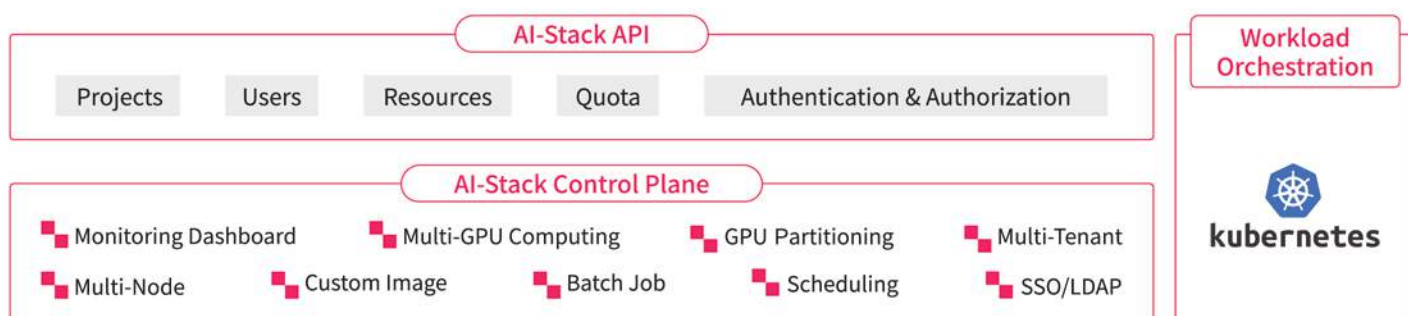 AI-Stack API
Projects Users Resources Quota Authentication & Authorization
AI-Stack Control Plane
Monitoring Dashboard Multi-GPU Computing GPU Partitioning Multi-Tenant
Multi-Node Custom Image Batch Job Scheduling SSO/LDAP
Workload
Orchestration
kubernetes